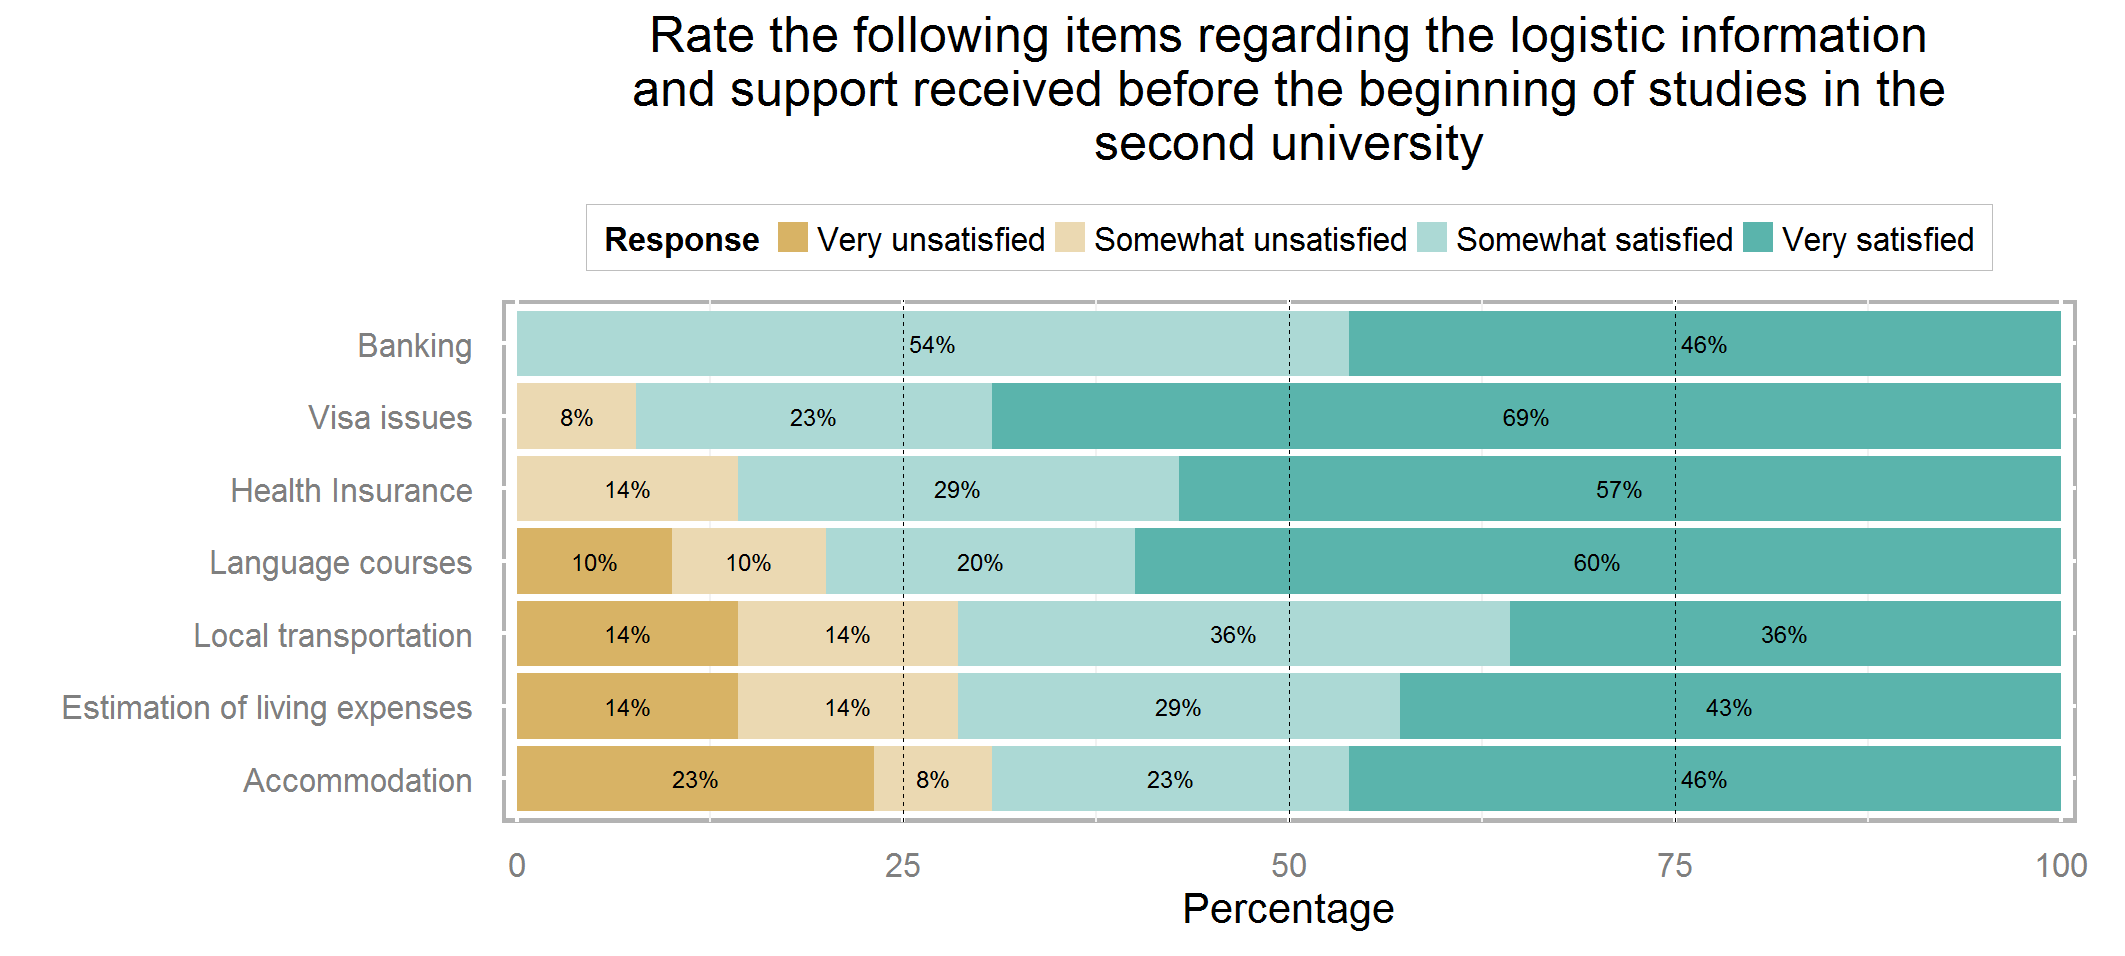 Rate the following items regarding the logistic information
and support received before the beginning of studies in the
second university
Response Very unsatisfied Somewhat unsatisfied Somewhat satisfied Very satisfied
Banking 54% 46%
Visa issues 8% 23% 69%
Health Insurance 14% 29% 57%
Language courses 10% 10% 20% 60%
Local transportation 14% 14% 36% 36%
Estimation of living expenses 14% 14% 29% 43%
Accommodation 23% 8% 23% 46%
0 25 50 75 100
Percentage